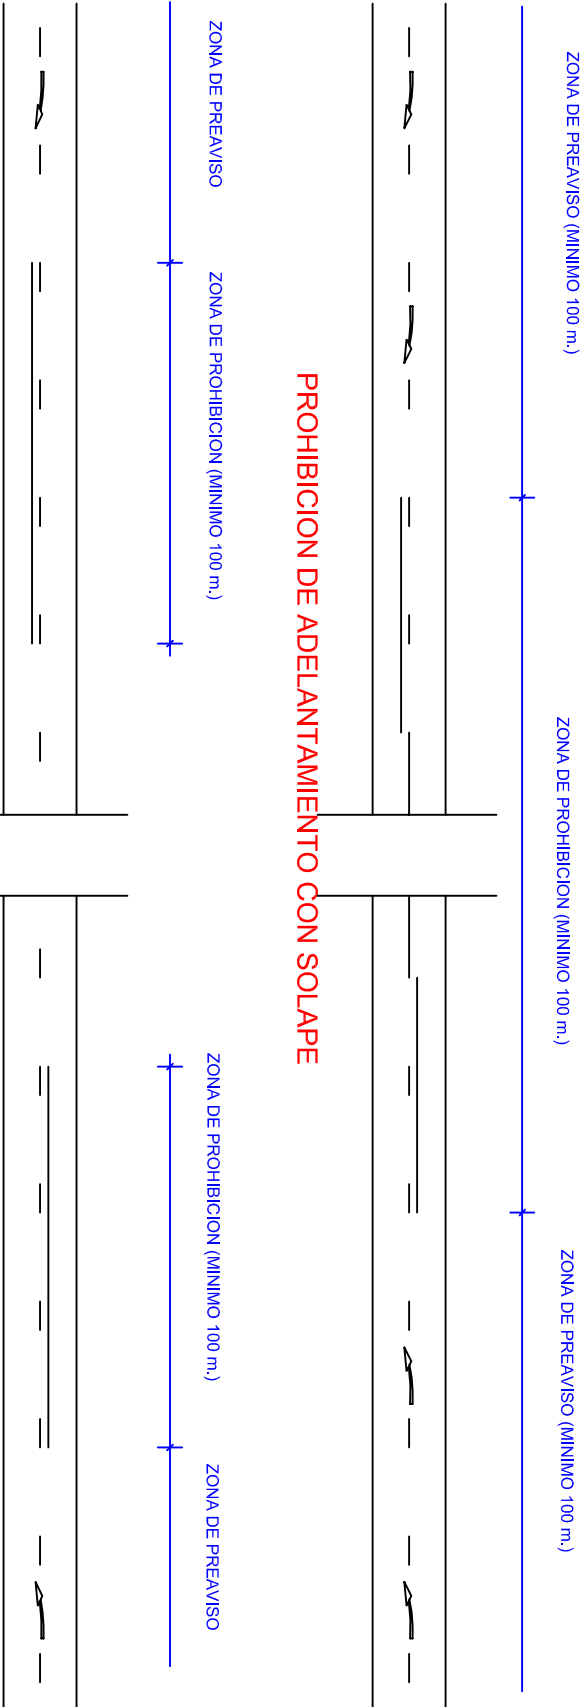 ZONA DE PREAVISO (MINIMO 100 m.)
ZONA DE PROHIBICION (MINIMO 100 m.)
ZONA DE PREAVISO (MINIMO 100 m.)
PROHIBICION DE ADELANTAMIENTO CON SOLAPE
ZONA DE PREAVISO
ZONA DE PROHIBICION (MINIMO 100 m.)
ZONA DE PROHIBICION (MINIMO 100 m.)
ZONA DE PREAVISO